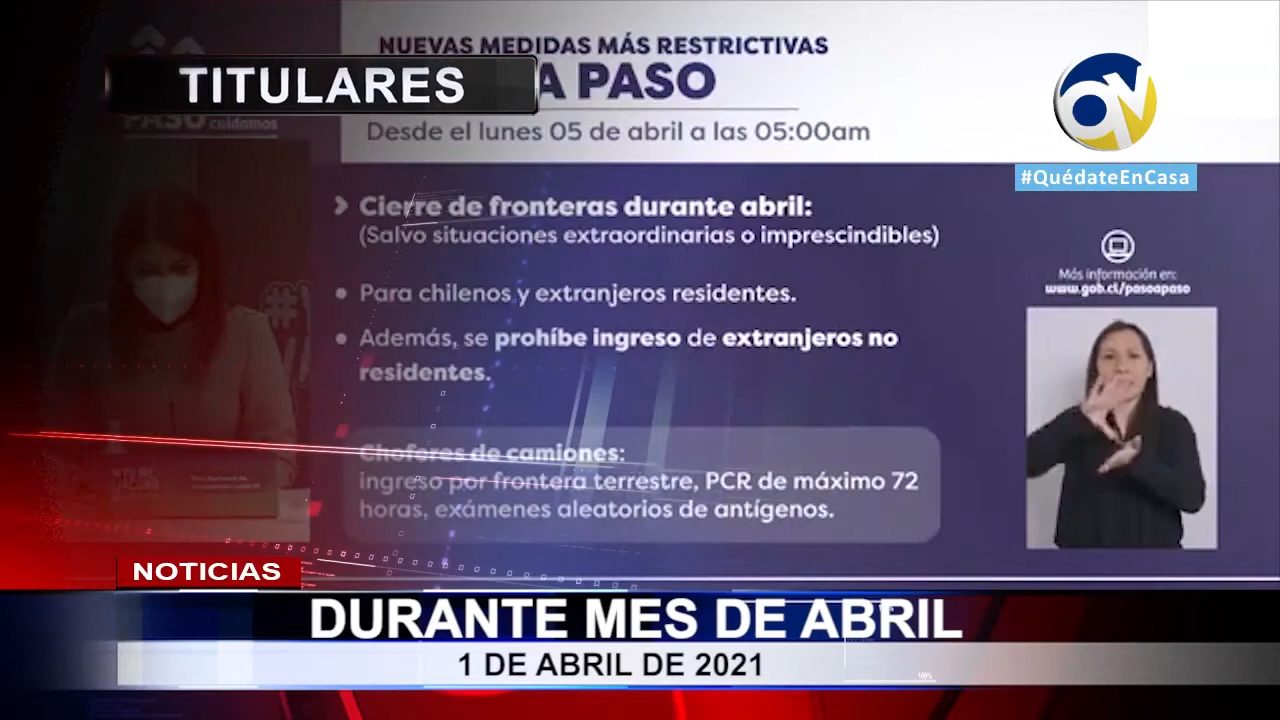 NUEVAS MEDIDAS MÁS RESTRICTIVAS
TITULARES
A PASO
PASO cuidamos
Desde el lunes 05 de abril a las 05:00am
#QuédateEnCasa
Cierre de fronteras durante abril:
(Salvo situaciones extraordinarias o imprescindibles)
Más información en:
www.gob.cl/pasoapaso
• Para chilenos y extranjeros residentes.
• Además, se prohíbe ingreso de extranjeros no
residentes.
Choferes de camiones:
ingreso por frontera terrestre, PCR de máximo 72
horas, exámenes aleatorios de antígenos.
NOTICIAS
DURANTE MES DE ABRIL
1 DE ABRIL DE 2021
100%